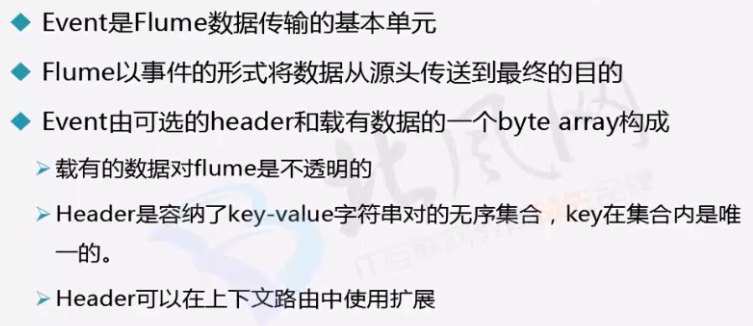 Event是Flume数据传输的基本单元
Flume以事件的形式将数据从源头传送到最终的目的
Event由可选的header和载有数据的一个byte array构成
载有的数据对flume是不透明的
Header是容纳了key-value字符串对的无序集合，key在集合内是唯
一的。
Header可以在上下文路由中使用扩展
北风网